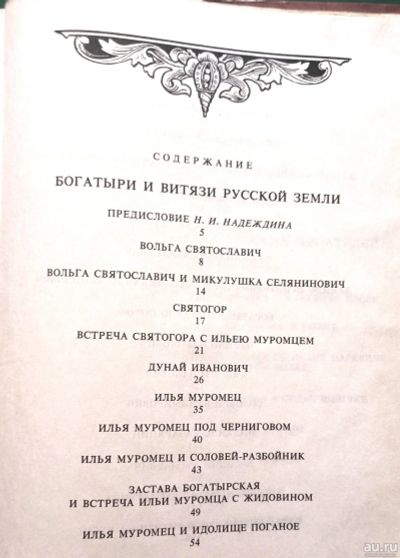 СОДЕРЖАНИЕ
БОГАТЫРИ И ВИТЯЗИ РУССКОЙ ЗЕМЛИ
ПРЕДИСЛОВИЕ Н. И. НАДЕЖДИНА
5
ВОЛЬГА СВЯТОСЛАВИЧ
8
ВОЛЬГА СВЯТОСЛАВИЧ И МИКУЛУШКА СЕЛЯНИНОВИЧ
14
СВЯТОГОР
17
ВСТРЕЧА СВЯТОГОРА С ИЛЬЕЮ МУРОМЦЕМ
21
ДУНАЙ ИВАНОВИЧ
26
ИЛЬЯ МУРОМЕЦ
35
ИЛЬЯ МУРОМЕЦ ПОД ЧЕРНИГОВОМ
40
ИЛЬЯ МУРОМЕЦ И СОЛОВЕЙ-РАЗБОЙНИК
43
ЗАСТАВА БОГАТЫРСКАЯ
И ВСТРЕЧА ИЛЬИ МУРОМЦА С ЖИДОВИНОМ
49
ИЛЬЯ МУРОМЕЦ И ИДОЛИЩЕ ПОГАНОЕ
54
au.ru